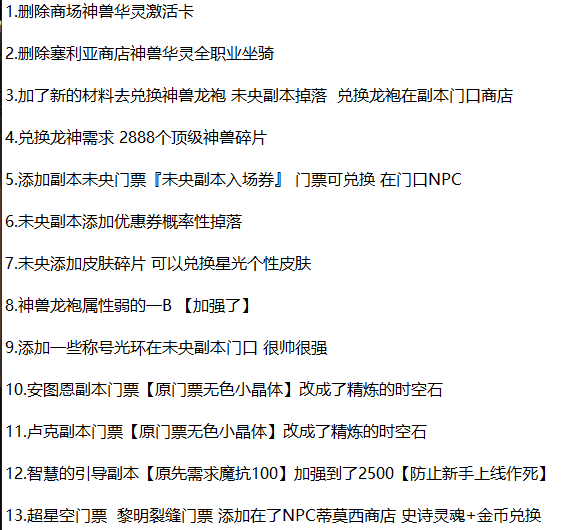 1.删除商场神兽华灵激活卡
2.删除塞利亚商店神兽华灵全职业坐骑
3.加了新的材料去兑换神兽龙袍 未央副本掉落  兑换龙袍在副本门口商店
4.兑换龙神需求 2888个顶级神兽碎片
5.添加副本未央门票『未央副本入场券』 门票可兑换 在门口NPC
6.未央副本添加优惠券概率性掉落
7.未央添加皮肤碎片 可以兑换星光个性皮肤
8.神兽龙袍属性弱的一B 【加强了】
9.添加一些称号光环在未央副本门口 很帅很强
10.安图恩副本门票【原门票无色小晶体】改成了精炼的时空石
11.卢克副本门票【原门票无色小晶体】改成了精炼的时空石
12.智慧的引导副本【原先需求魔抗100】加强到了2500【防止新手上线作死】
13.超星空门票  黎明裂缝门票 添加在了NPC蒂莫西商店 史诗灵魂+金币兑换